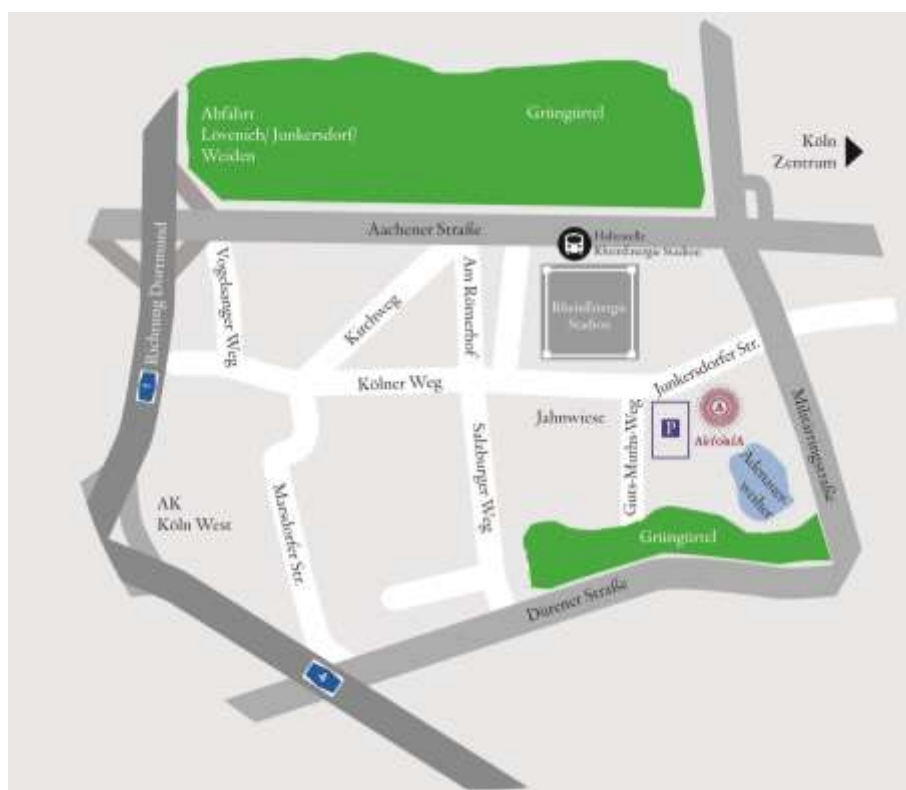 Abfahrt
Lövenich/ Junkersdorf/
Weiden
Grüngürtel
Köln
Zentrum
Aachener Straße
Haltestelle
RheinEnergie Stadion
RheinEnergie
Stadion
Richtung Dortmund
Vogelsanger Weg
Kirchweg
Am Römerhof
Kölner Weg
Junkersdorfer Str.
Jahnwiese
Guts-Muths-Weg
P
A
Militärringstraße
Adenauer
weiher
Salzburger Weg
AK
Köln West
Marsdorfer Str.
Grüngürtel
Dürener Straße
4